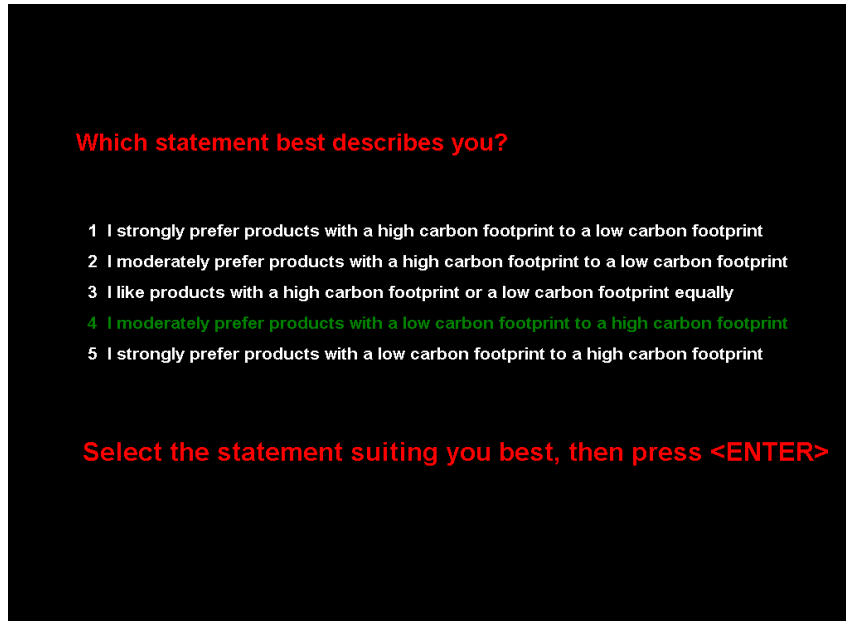 Which statement best describes you?
1 I strongly prefer products with a high carbon footprint to a low carbon footprint
2 I moderately prefer products with a high carbon footprint to a low carbon footprint
3 I like products with a high carbon footprint or a low carbon footprint equally
4 I moderately prefer products with a low carbon footprint to a high carbon footprint
5 I strongly prefer products with a low carbon footprint to a high carbon footprint
Select the statement suiting you best, then press <ENTER>